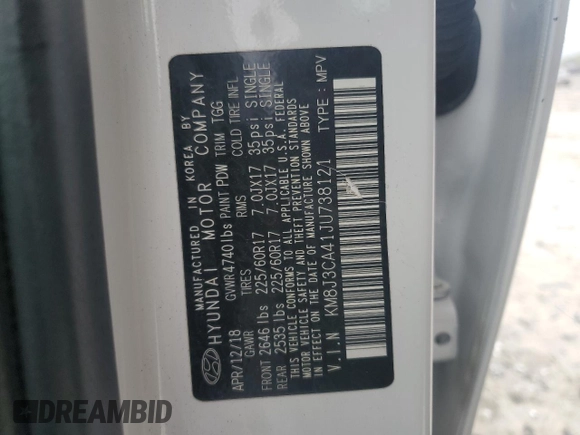 MANUFACTURED IN KOREA BY
HYUNDAI MOTOR COMPANY
APR/12/18 GVWR 4740 lbs PAINT PDW TRIM TGG
GAWR TIRES RIMS COLD TIRE INFL.
FRONT 2646 lbs 225/60R17 7.0JX17 35psi SINGLE
REAR 2535 lbs 225/60R17 7.0JX17 35psi SINGLE
THIS VEHICLE CONFORMS TO ALL APPLICABLE U.S.A. FEDERAL
MOTOR VEHICLE SAFETY, AND THEFT PREVENTION STANDARDS
IN EFFECT ON THE DATE OF MANUFACTURE SHOWN ABOVE
V.I.N KM8J3CA41JU738121 TYPE : MPV
DREAMBID